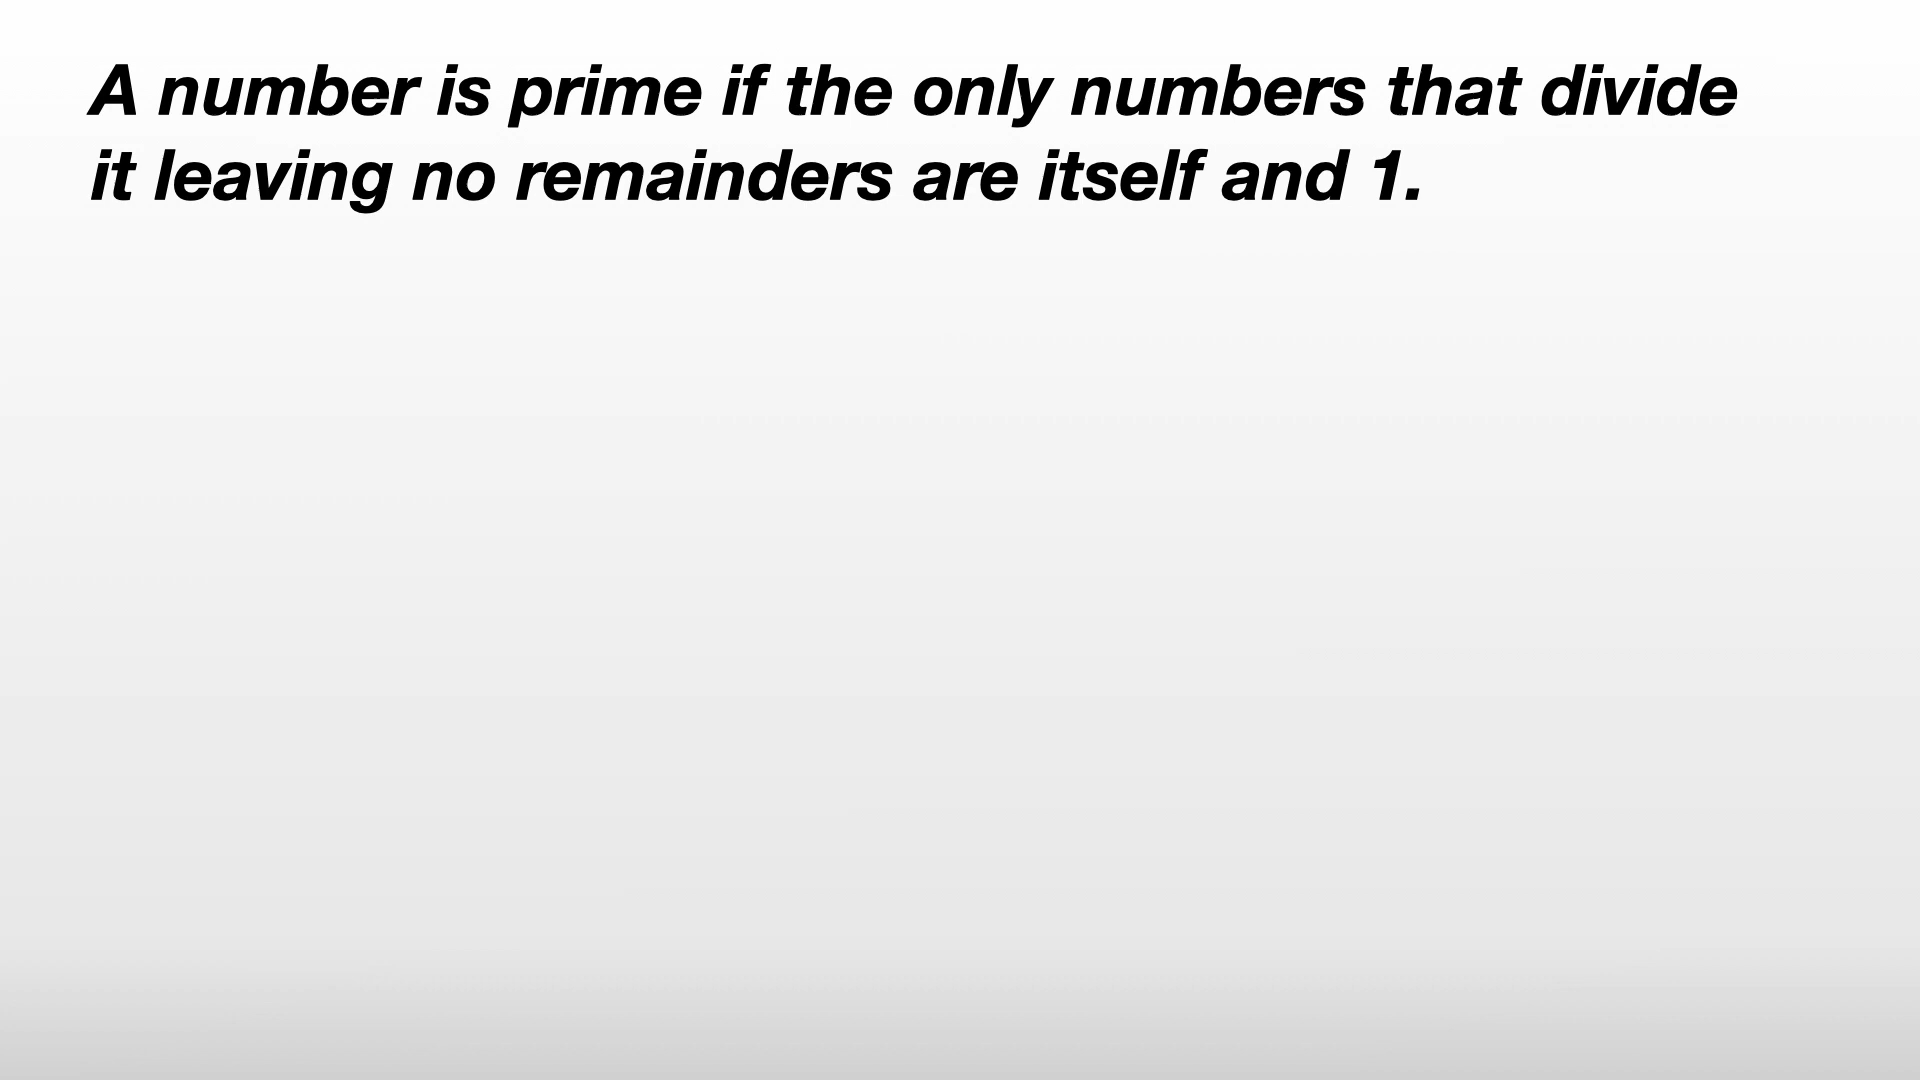 A number is prime if the only numbers that divide
it leaving no remainders are itself and 1.